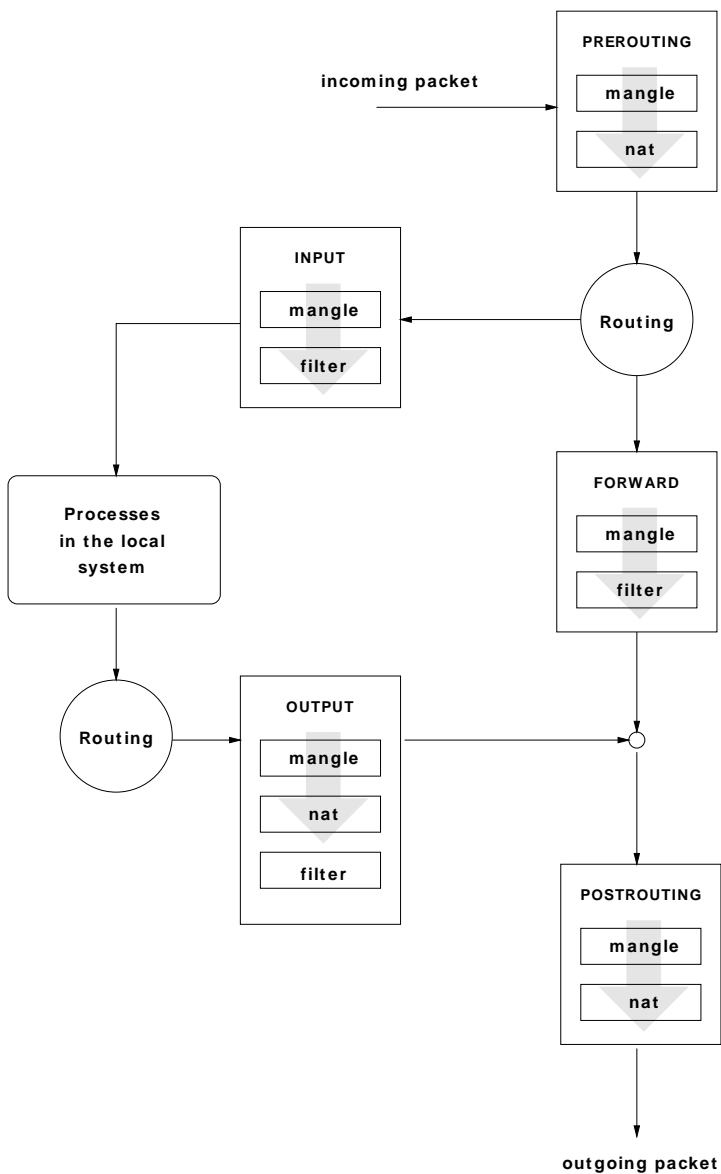 PREROUTING
incoming packet
mangle
nat
INPUT
mangle
filter
Routing
FORWARD
mangle
filter
Processes
in the local
system
Routing
OUTPUT
mangle
nat
filter
POSTROUTING
mangle
nat
outgoing packet